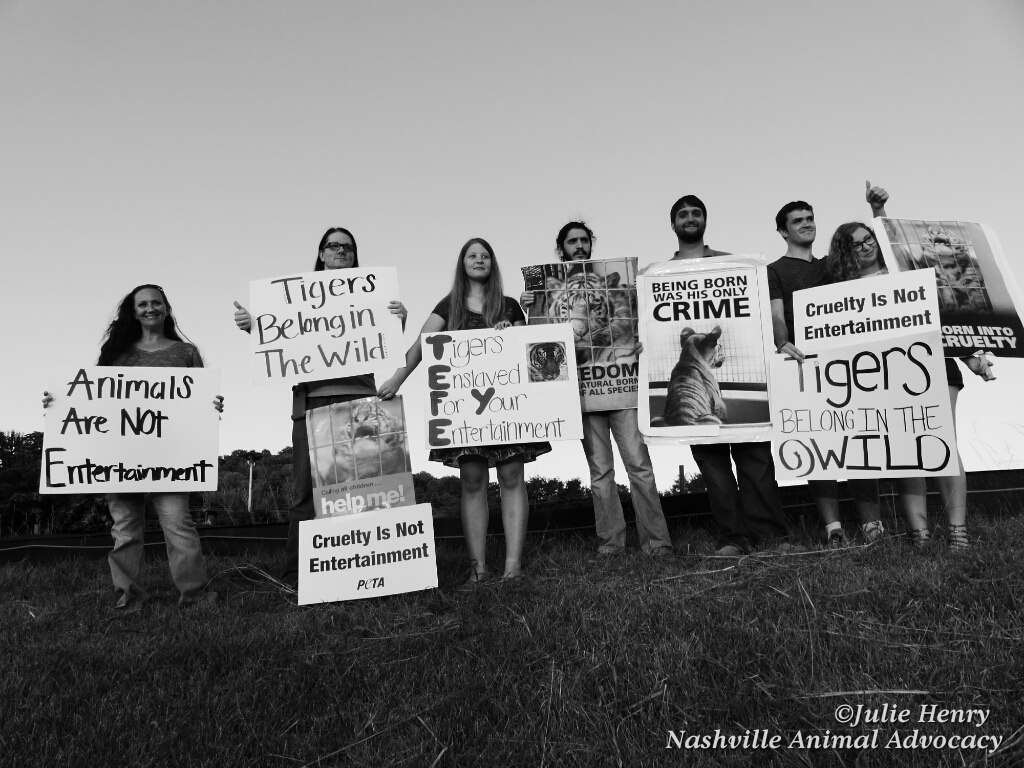 Animals
Are Not
Entertainment
Tigers
Belong in
The Wild!
Calling all children ...
help me!
Cruelty Is Not
Entertainment
PETA
Tigers
Enslaved
For Your
Entertainment
EDOM
NATURAL BORN
OF ALL SPECIES
BEING BORN
WAS HIS ONLY
CRIME
Cruelty Is Not
Entertainment
Tigers
BELONG IN THE
WILD
BORN INTO
CRUELTY
©Julie Henry
Nashville Animal Advocacy